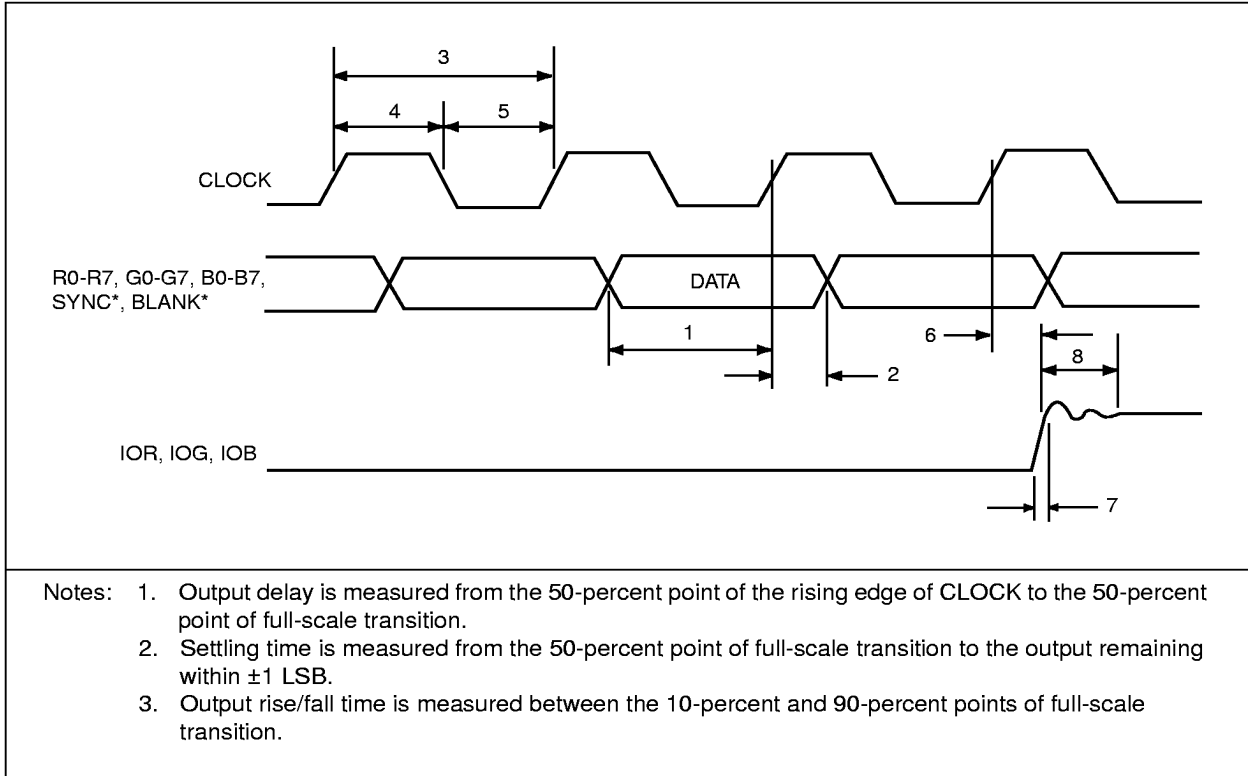 3
4 5
CLOCK
R0-R7, G0-G7, B0-B7,
SYNC*, BLANK*
DATA
1
6
8
2
IOR, IOG, IOB
7
Notes: 1. Output delay is measured from the 50-percent point of the rising edge of CLOCK to the 50-percent
point of full-scale transition.
2. Settling time is measured from the 50-percent point of full-scale transition to the output remaining
within ±1 LSB.
3. Output rise/fall time is measured between the 10-percent and 90-percent points of full-scale
transition.